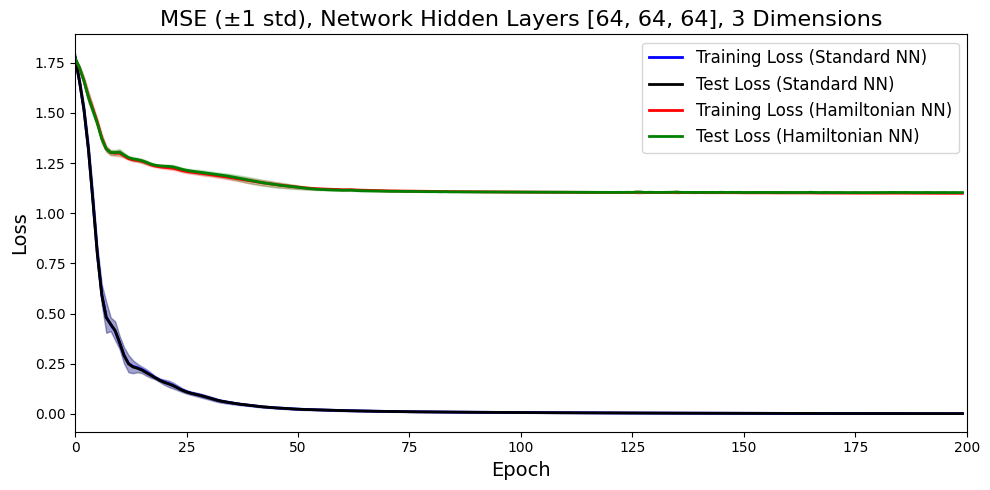 MSE (±1 std), Network Hidden Layers [64, 64, 64], 3 Dimensions
Training Loss (Standard NN)
Test Loss (Standard NN)
Training Loss (Hamiltonian NN)
Test Loss (Hamiltonian NN)
Loss
1.75
1.50
1.25
1.00
0.75
0.50
0.25
0.00
0 25 50 75 100 125 150 175 200
Epoch